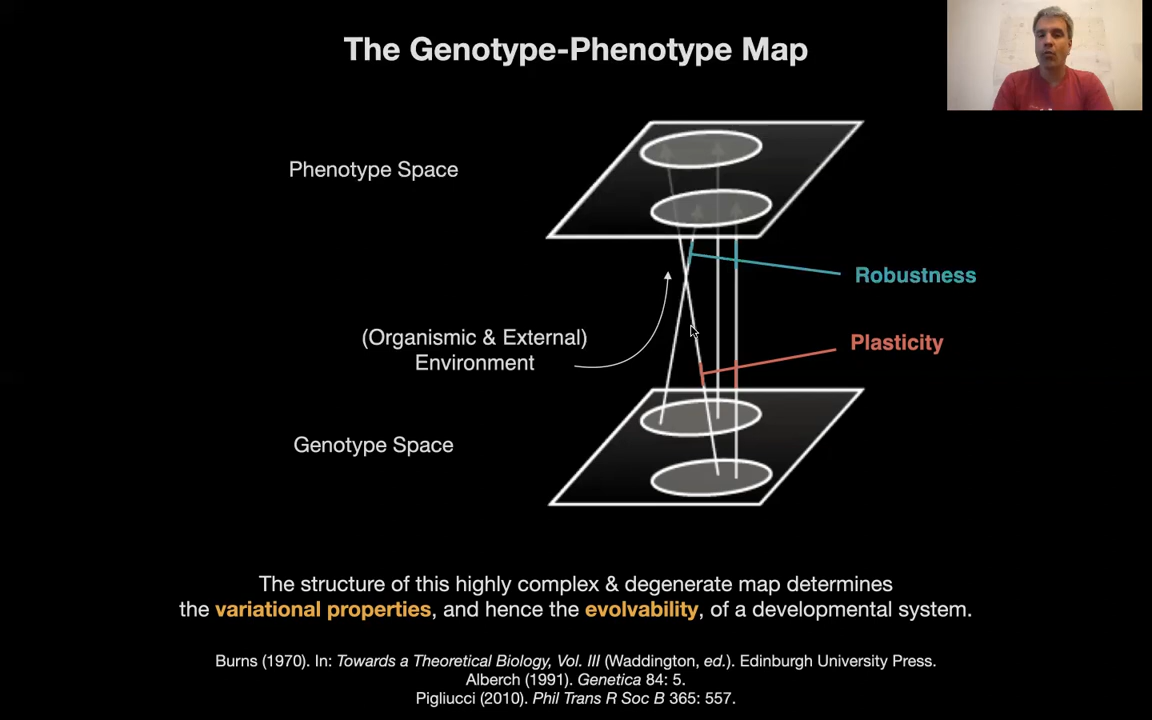 The Genotype-Phenotype Map
Phenotype Space
Robustness
(Organismic & External)
Environment
Plasticity
Genotype Space
The structure of this highly complex & degenerate map determines
the variational properties, and hence the evolvability, of a developmental system.
Burns (1970). In: Towards a Theoretical Biology, Vol. III (Waddington, ed.). Edinburgh University Press.
Alberch (1991). Genetica 84: 5.
Pigliucci (2010). Phil Trans R Soc B 365: 557.